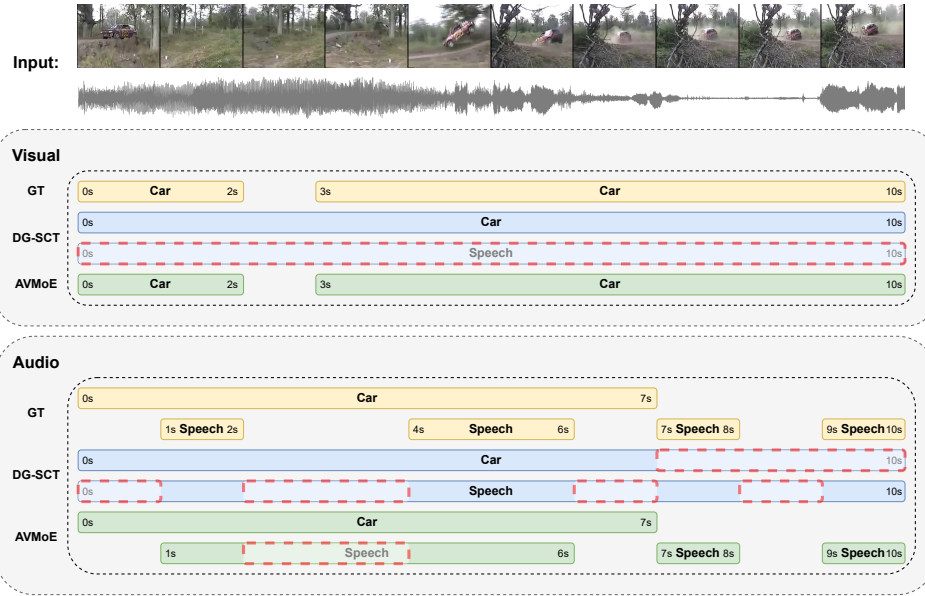 Input:
Visual
GT
0s Car 2s
3s Car 10s
DG-SCT
0s Car 10s
0s Speech 10s
AVMoE
0s Car 2s
3s Car 10s
Audio
GT
0s Car 7s
1s Speech 2s
4s Speech 6s
7s Speech 8s
9s Speech 10s
DG-SCT
0s Car 10s
0s Speech 10s
AVMoE
0s Car 7s
1s Speech 6s
7s Speech 8s
9s Speech 10s